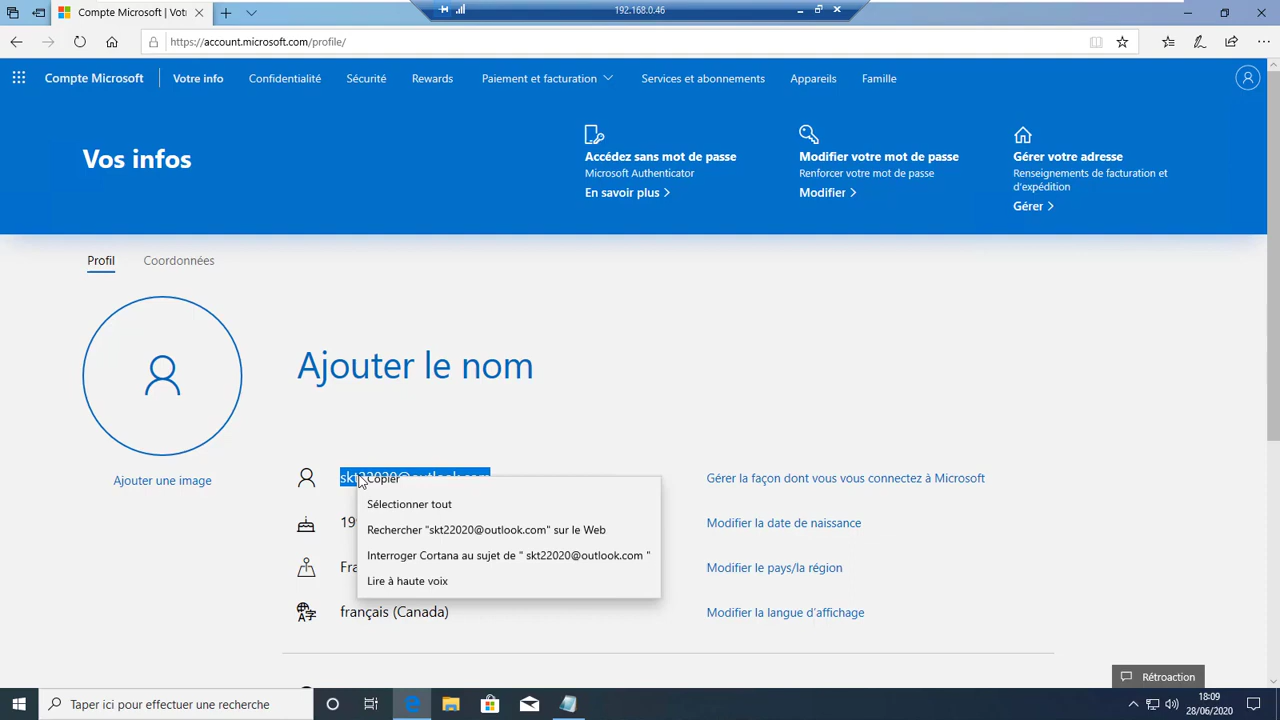 Compte Microsoft | Votr
192.168.0.46
https://account.microsoft.com/profile/
Compte Microsoft
Votre info
Confidentialité
Sécurité
Rewards
Paiement et facturation
Services et abonnements
Appareils
Famille
Vos infos
Accédez sans mot de passe
Microsoft Authenticator
En savoir plus
Modifier votre mot de passe
Renforcer votre mot de passe
Modifier
Gérer votre adresse
Renseignements de facturation et
d'expédition
Gérer
Profil
Coordonnées
Ajouter le nom
Ajouter une image
skt22020@outlook.com
Gérer la façon dont vous vous connectez à Microsoft
Modifier la date de naissance
Modifier le pays/la région
français (Canada)
Modifier la langue d'affichage
Copier
Sélectionner tout
Rechercher "skt22020@outlook.com" sur le Web
Interroger Cortana au sujet de " skt22020@outlook.com "
Lire à haute voix
Rétroaction
Taper ici pour effectuer une recherche
18:09
28/06/2020